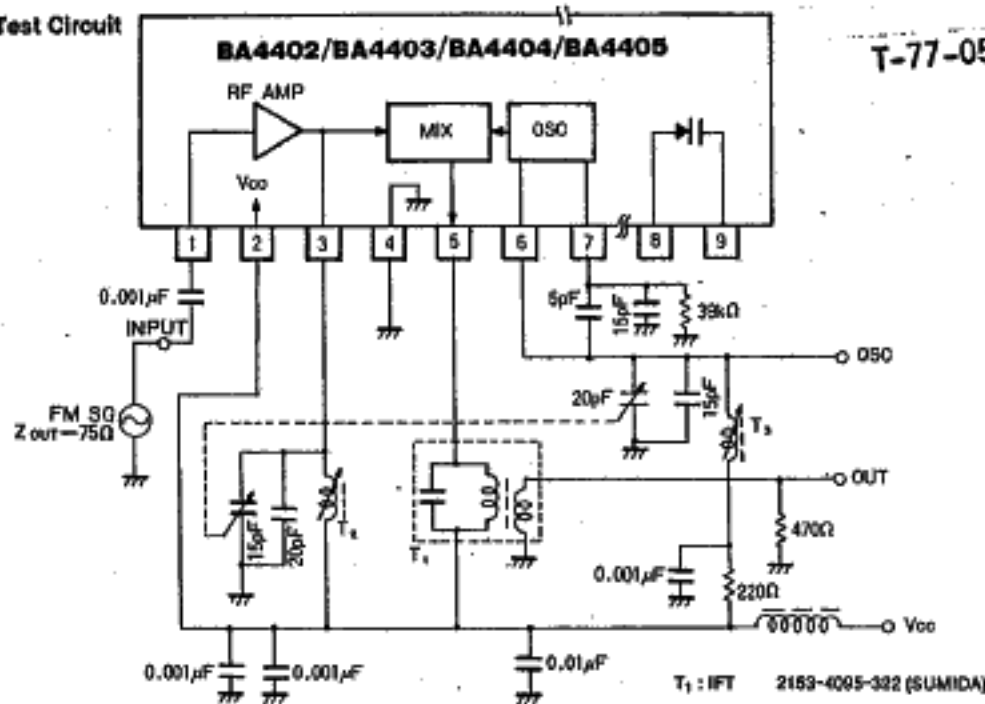 Test Circuit
BA4402/BA4403/BA4404/BA4405
T-77-05
RF AMP
MIX
OSC
Vcc
1
2
3
4
5
6
7
8
9
0.001μF
INPUT
FM SG
ZOUT—75Ω
5pF
15pF
39kΩ
OSC
20pF
15pF
T3
OUT
470Ω
15pF
20pF
T2
T1
0.001μF
220Ω
Vcc
0.001μF
0.001μF
0.01μF
T1 : IFT 2153-4095-322 (SUMIDA)